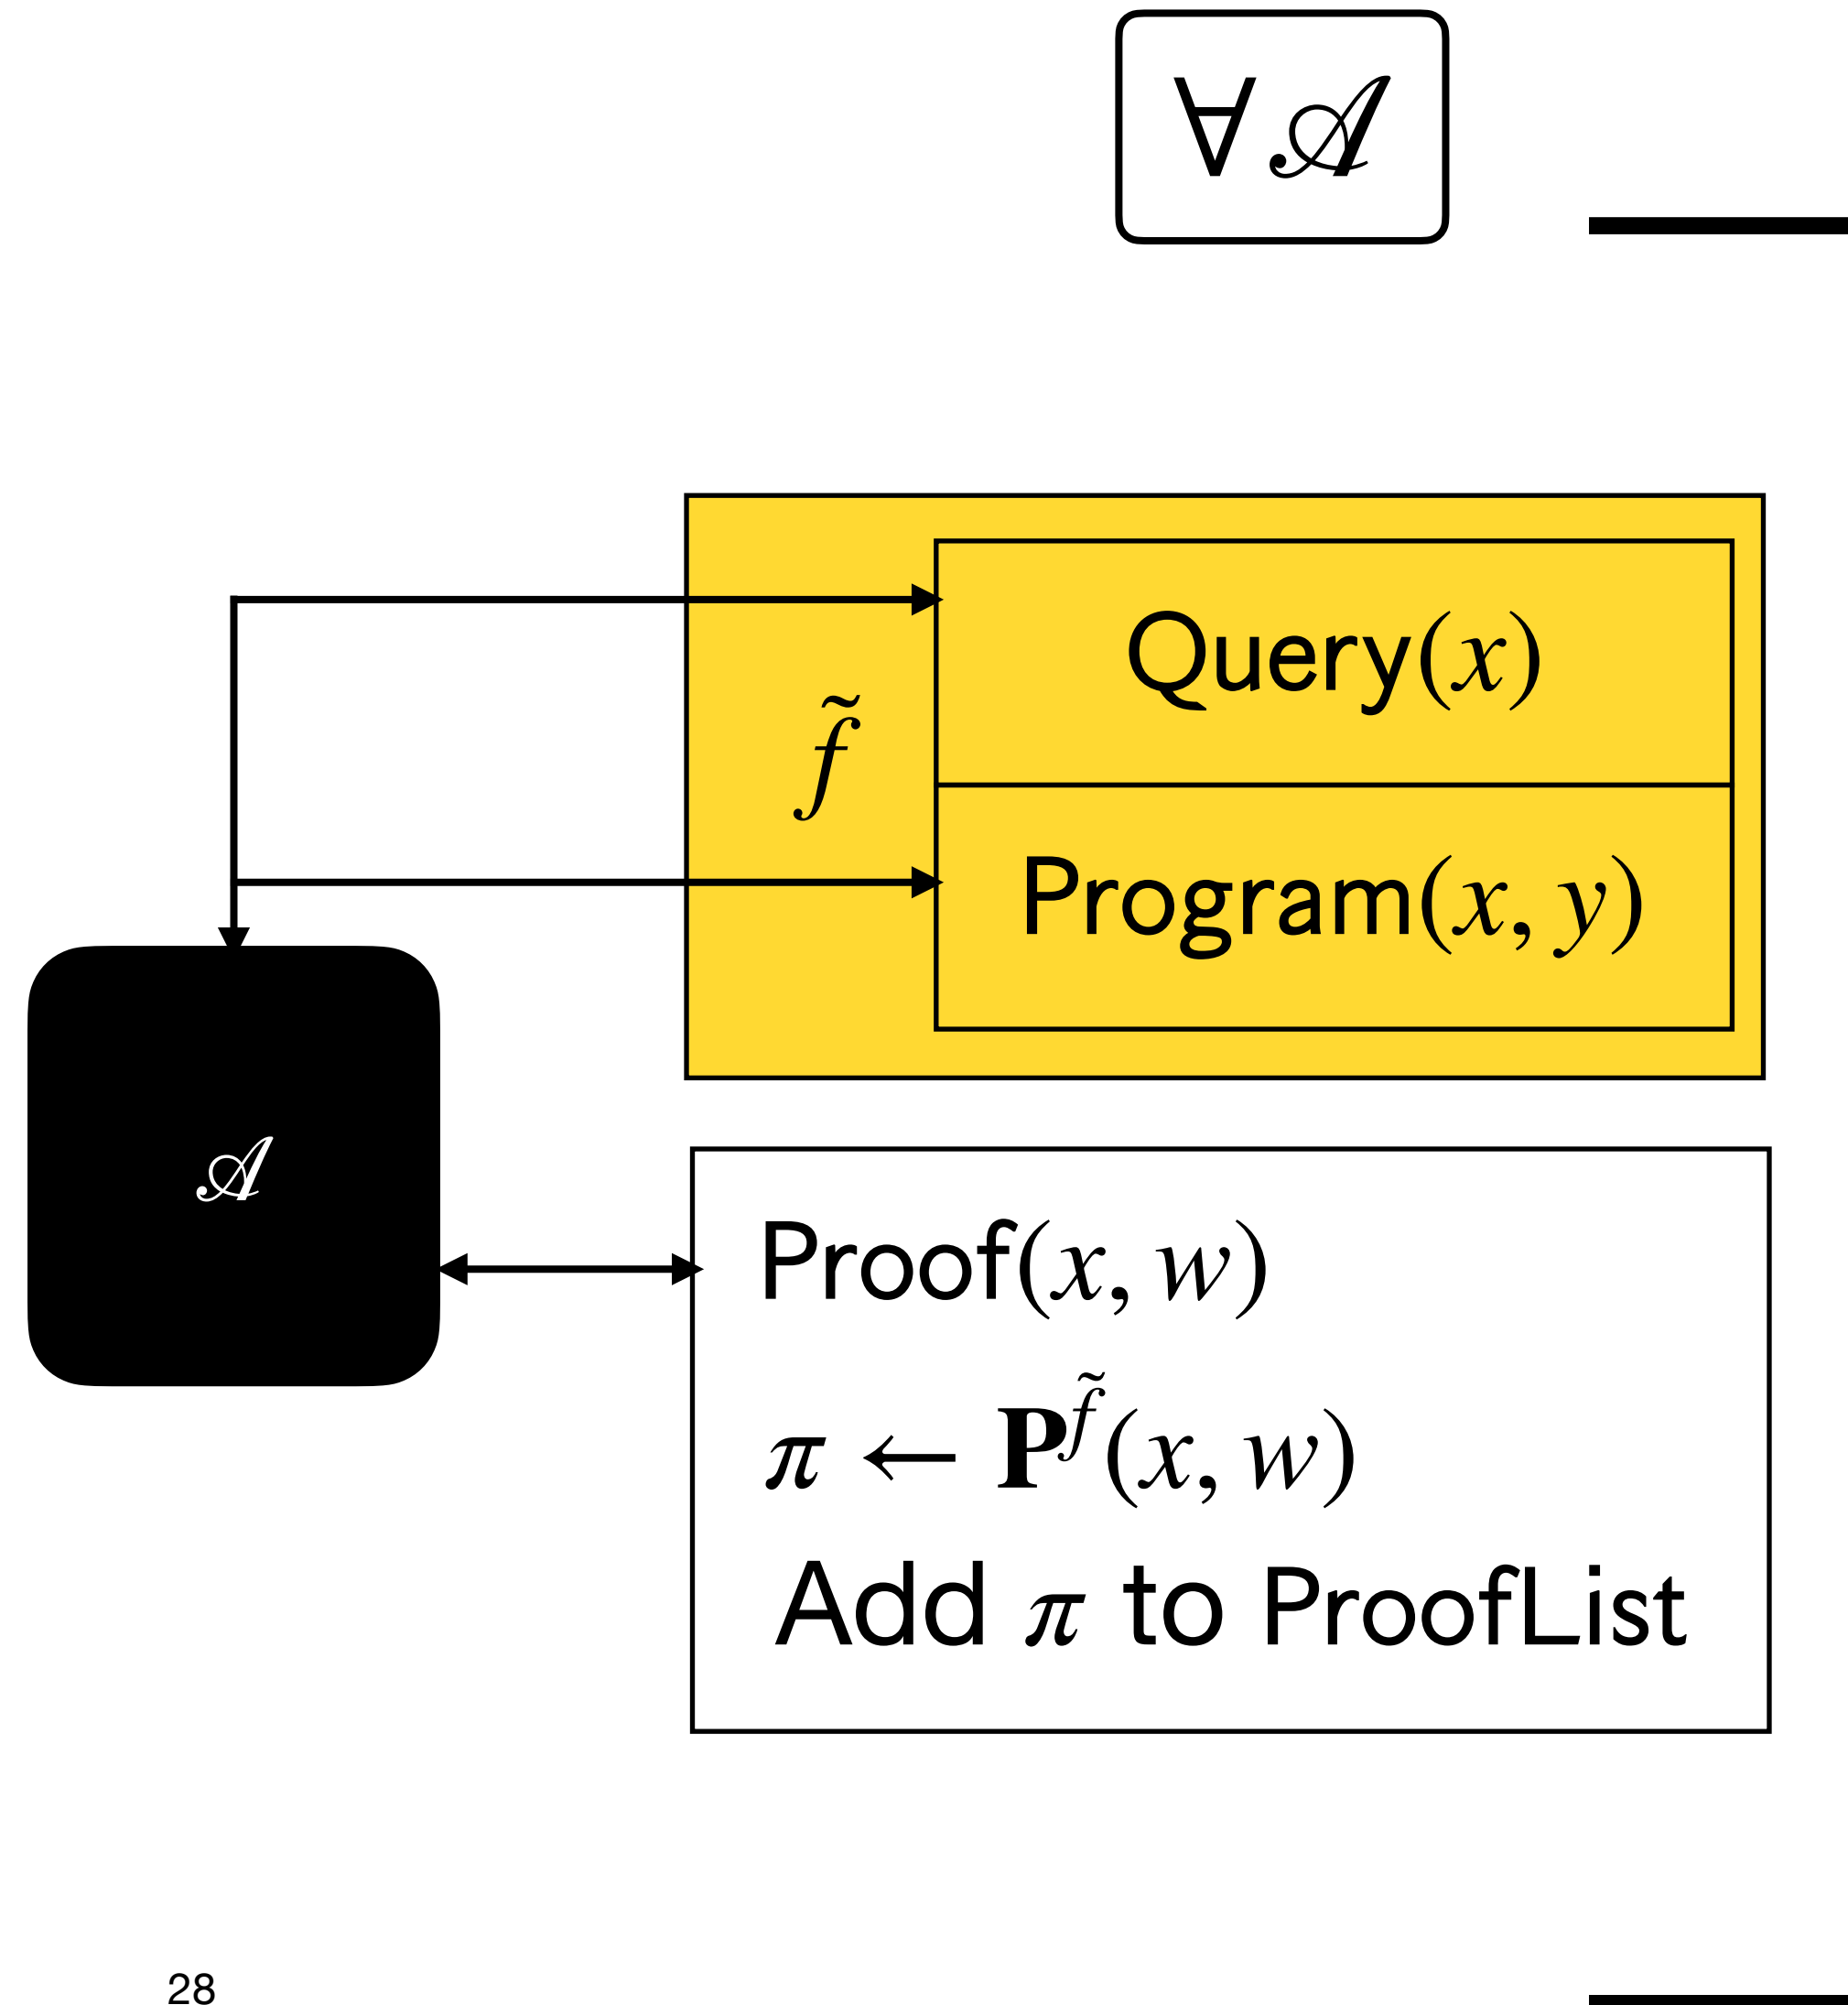 ∀𝒜
Query(x)
f̃
Program(x, y)
𝒜
Proof(x, w)
π ← 𝐏^f̃(x, w)
Add π to ProofList
28